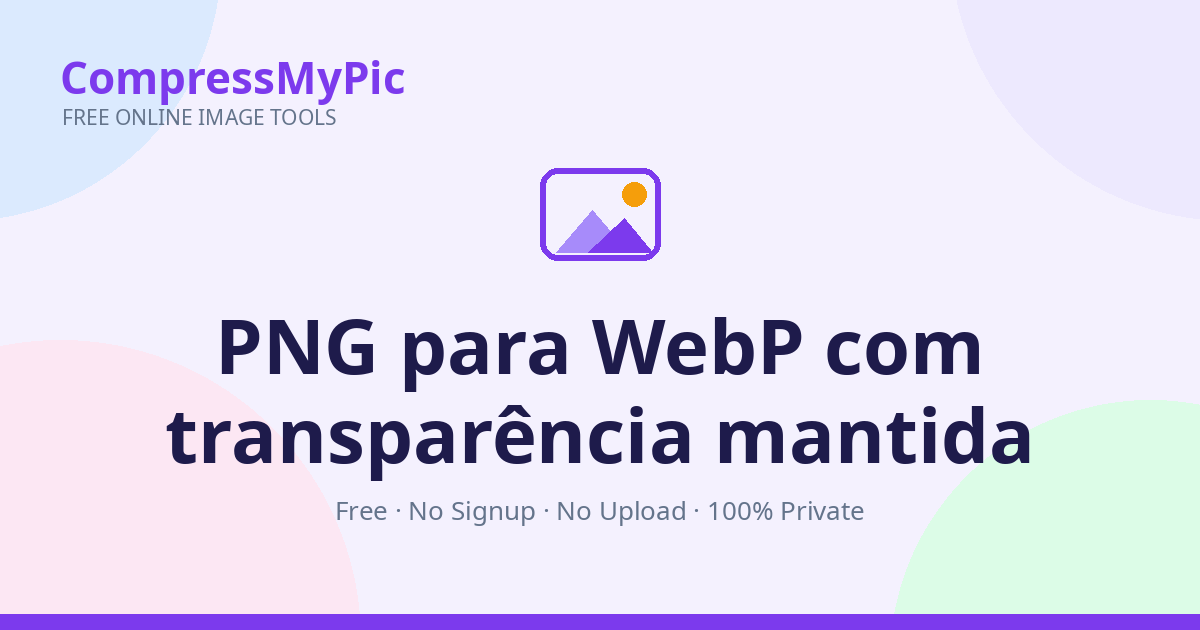 CompressMyPic
FREE ONLINE IMAGE TOOLS
PNG para WebP com
transparência mantida
Free · No Signup · No Upload · 100% Private